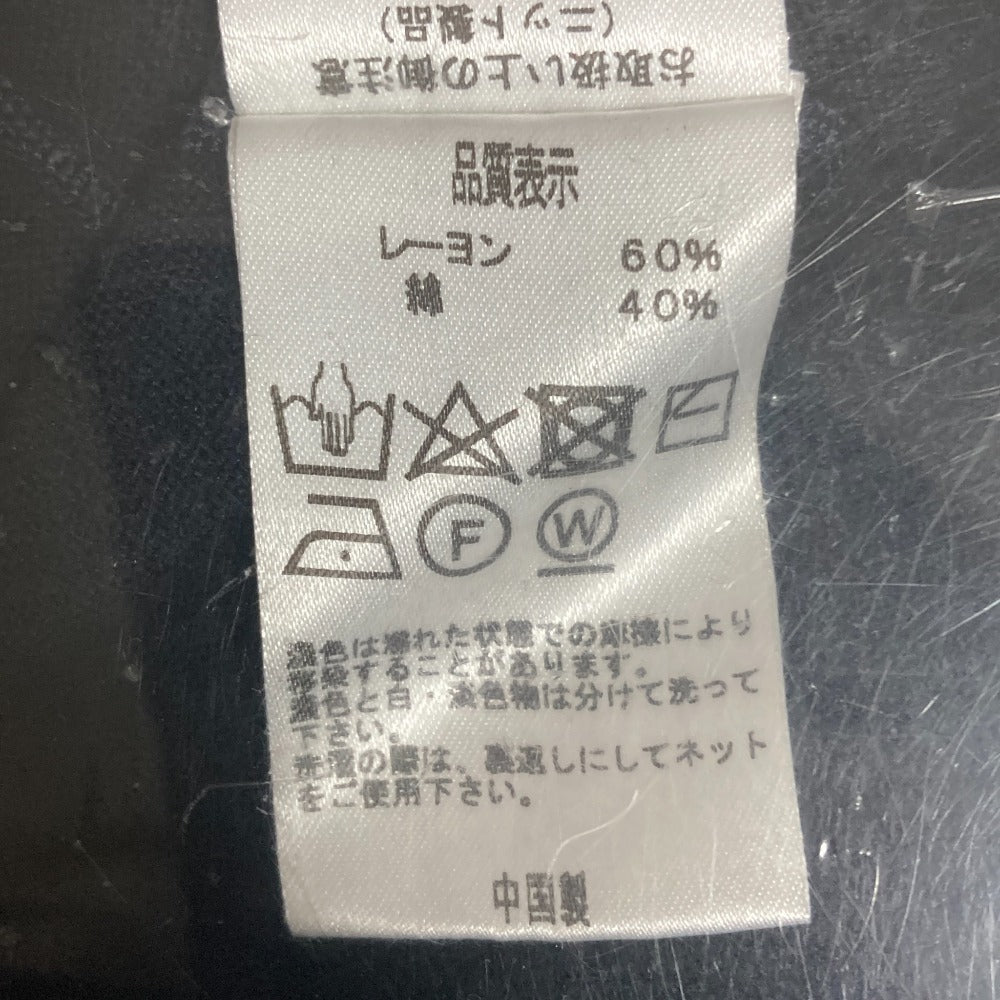 お取扱い上の御注意
(ニット製品)
品質表示
レーヨン 60%
綿 40%
F W
濃色は濡れた状態での摩擦により
移染することがあります。
濃色と白・淡色物は分けて洗って
下さい。
洗濯の際は、裏返しにしてネット
をご使用下さい。
中国製